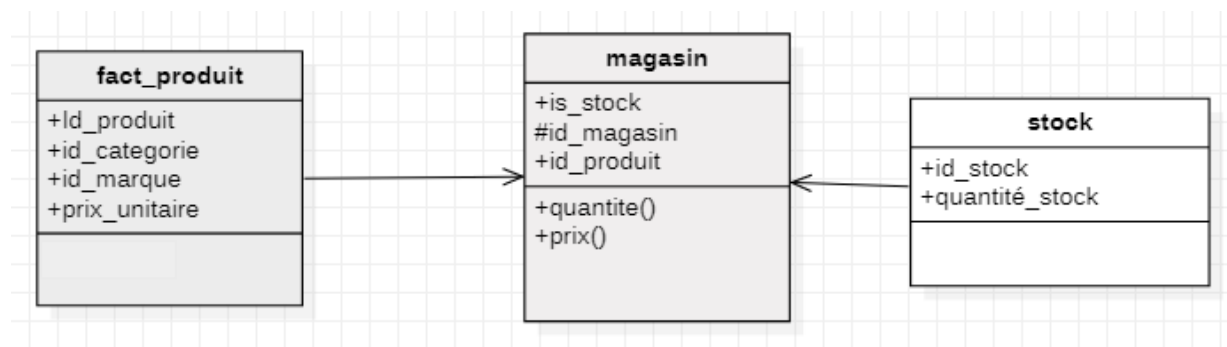 fact_produit
+Id_produit
+id_categorie
+id_marque
+prix_unitaire
magasin
+is_stock
#id_magasin
+id_produit
+quantite()
+prix()
stock
+id_stock
+quantité_stock